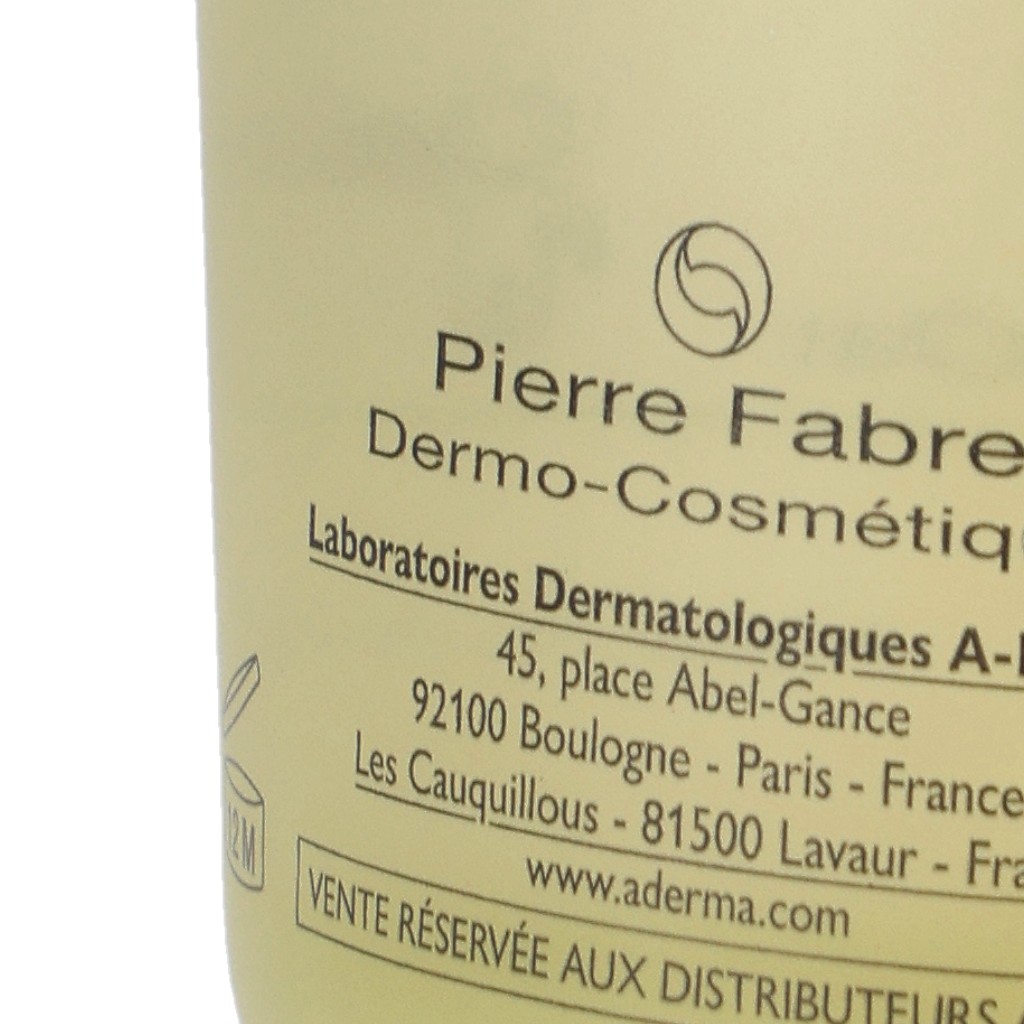 Pierre Fabre
Dermo-Cosmétiq
Laboratoires Dermatologiques A-
45, place Abel-Gance
92100 Boulogne - Paris - France
Les Cauquillous - 81500 Lavaur - Fra
www.aderma.com
12 M
VENTE RÉSERVÉE AUX DISTRIBUTEURS